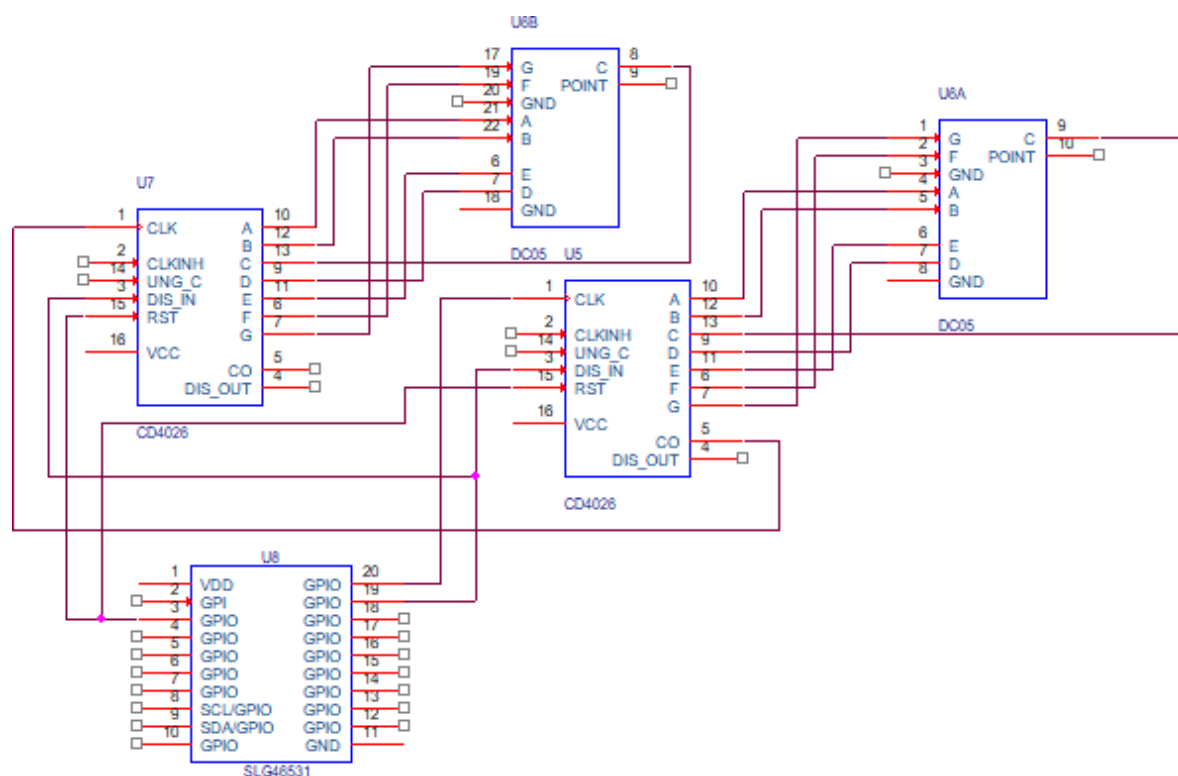 U6B
17 G C 8
19 F POINT 9
20 GND
21 A
22 B
6 E
7 D
18 GND
DC05
U6A
1 G C 9
2 F POINT 10
3 GND
4 A
5 B
6 E
7 D
8 GND
DC05
U7
1 CLK A 10
B 12
2 CLKINH C 13
14 UNG_C D 9
3 DIS_IN E 11
15 RST F 6
G 7
16 VCC
CO 5
DIS_OUT 4
CD4026
U5
1 CLK A 10
B 12
2 CLKINH C 13
14 UNG_C D 9
3 DIS_IN E 11
15 RST F 6
G 7
16 VCC
CO 5
DIS_OUT 4
CD4026
U8
1 VDD GPIO 20
2 GPI GPIO 19
3 GPIO GPIO 18
4 GPIO GPIO 17
5 GPIO GPIO 16
6 GPIO GPIO 15
7 GPIO GPIO 14
8 SCL/GPIO GPIO 13
9 SDA/GPIO GPIO 12
10 GPIO GND 11
SLG46531